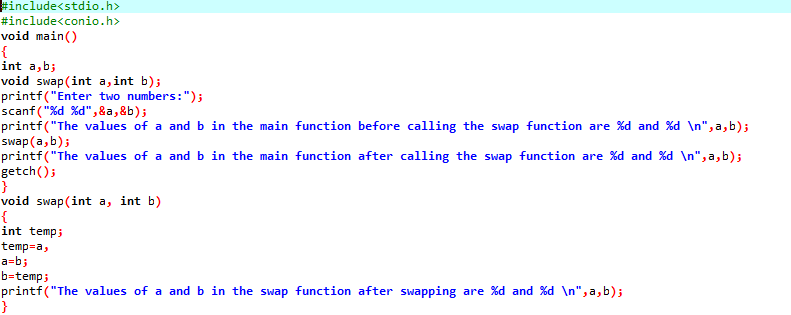 #include<stdio.h>
#include<conio.h>
void main()
{
int a,b;
void swap(int a,int b);
printf("Enter two numbers:");
scanf("%d %d",&a,&b);
printf("The values of a and b in the main function before calling the swap function are %d and %d \n",a,b);
swap(a,b);
printf("The values of a and b in the main function after calling the swap function are %d and %d \n",a,b);
getch();
}
void swap(int a, int b)
{
int temp;
temp=a,
a=b;
b=temp;
printf("The values of a and b in the swap function after swapping are %d and %d \n",a,b);
}